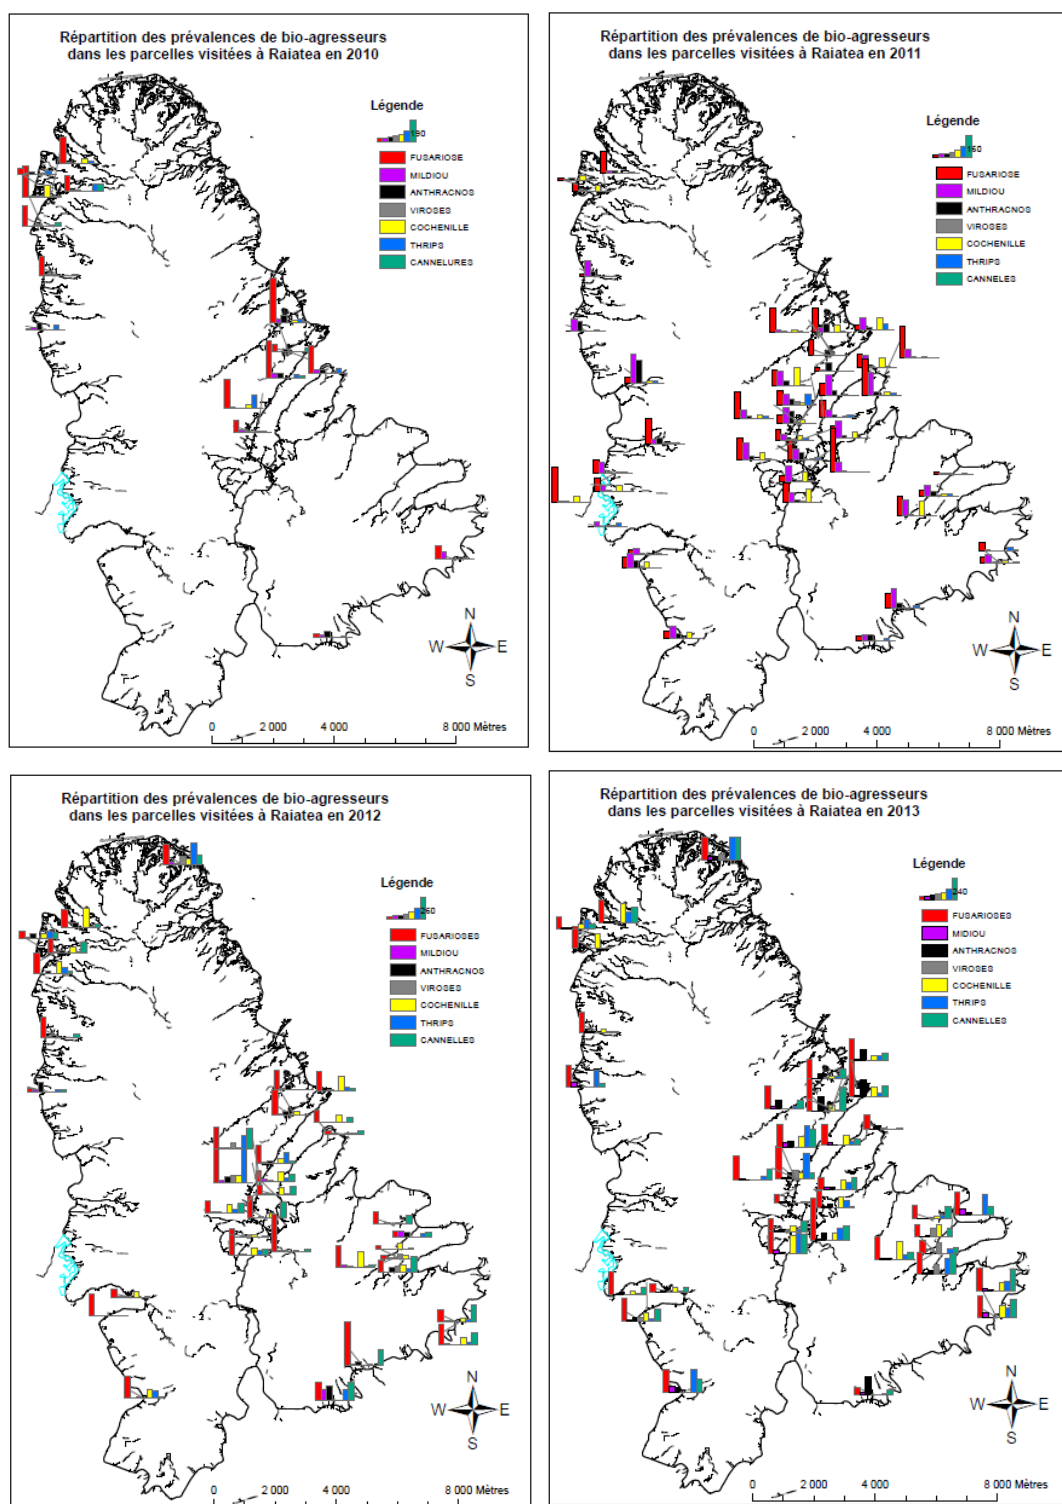 Répartition des prévalences de bio-agresseurs
dans les parcelles visitées à Raiatea en 2010
Légende
190
FUSARIOSE
MILDIOU
ANTHRACNOS
VIROSES
COCHENILLE
THRIPS
CANNELURES
N
W E
S
0 2 000 4 000 8 000 Mètres
Répartition des prévalences de bio-agresseurs
dans les parcelles visitées à Raiatea en 2011
Légende
160
FUSARIOSE
MILDIOU
ANTHRACNOS
VIROSES
COCHENILLE
THRIPS
CANNELES
N
W E
S
0 2 000 4 000 8 000 Mètres
Répartition des prévalences de bio-agresseurs
dans les parcelles visitées à Raiatea en 2012
Légende
260
FUSARIOSES
MILDIOU
ANTHRACNOS
VIROSES
COCHENILLE
THRIPS
CANNELLES
N
W E
S
0 2 000 4 000 8 000 Mètres
Répartition des prévalences de bio-agresseurs
dans les parcelles visitées à Raiatea en 2013
Légende
240
FUSARIOSES
MIDIOU
ANTHRACNOS
VIROSES
COCHENILLE
THRIPS
CANNELLES
N
W E
S
0 2 000 4 000 8 000 Mètres